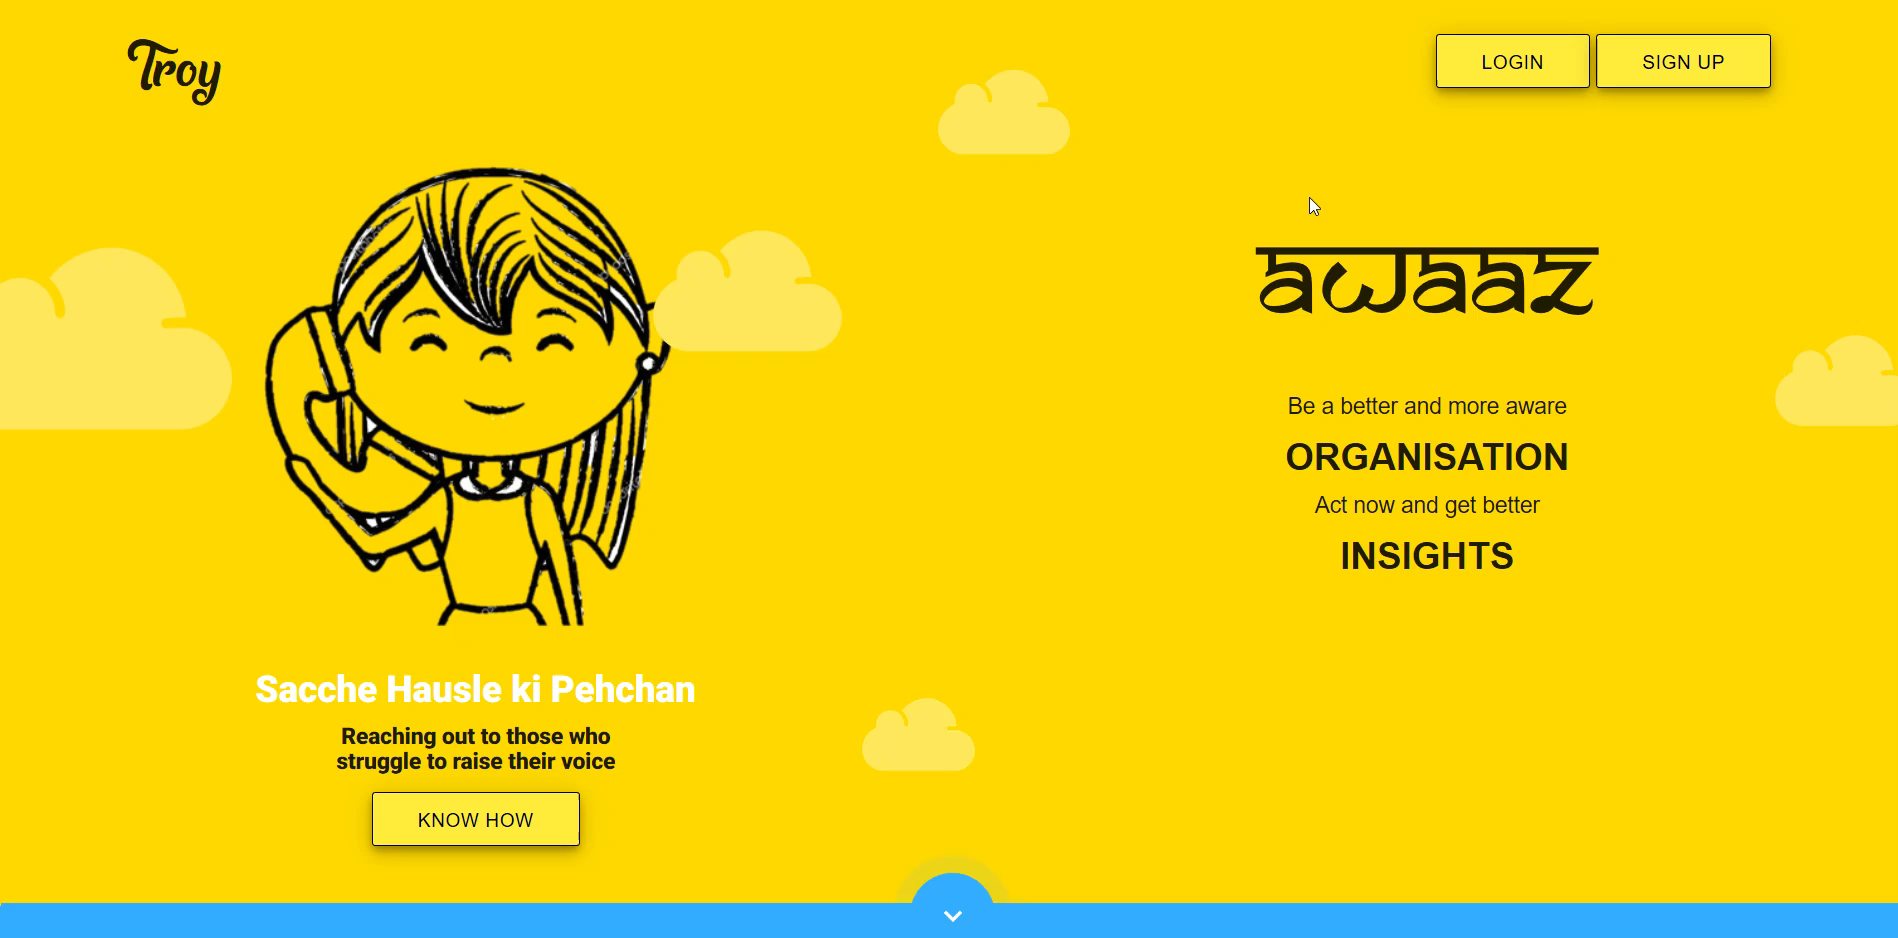 Troy
LOGIN
SIGN UP
awaaz
Be a better and more aware
ORGANISATION
Act now and get better
INSIGHTS
Sacche Hausle ki Pehchan
Reaching out to those who
struggle to raise their voice
KNOW HOW